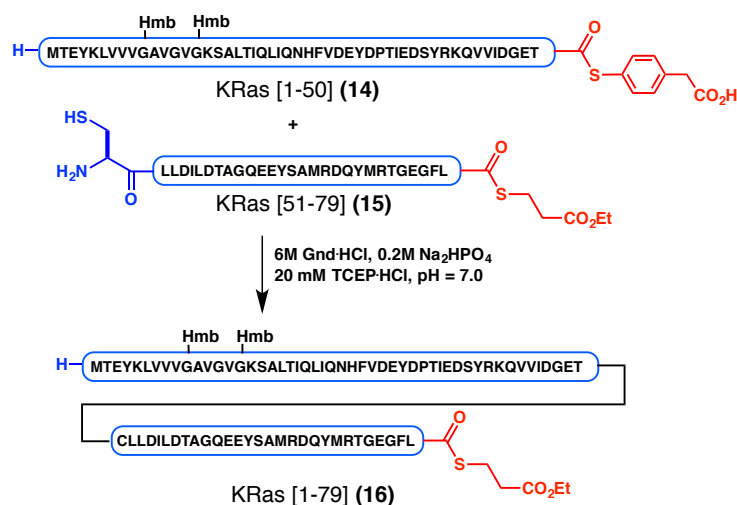 Hmb Hmb
H MTEYKLVVVGAVGVGKSALTIQLIQNHFVDEYDPTIEDSYRKQVVIDGET O S CO₂H
KRas [1-50] (14)
+
HS H₂N O LLDILDTAGQEEYSAMRDQYMRTGEGFL O S CO₂Et
KRas [51-79] (15)
6M Gnd·HCl, 0.2M Na₂HPO₄
20 mM TCEP·HCl, pH = 7.0
Hmb Hmb
H MTEYKLVVVGAVGVGKSALTIQLIQNHFVDEYDPTIEDSYRKQVVIDGET
CLLDILDTAGQEEYSAMRDQYMRTGEGFL O S CO₂Et
KRas [1-79] (16)